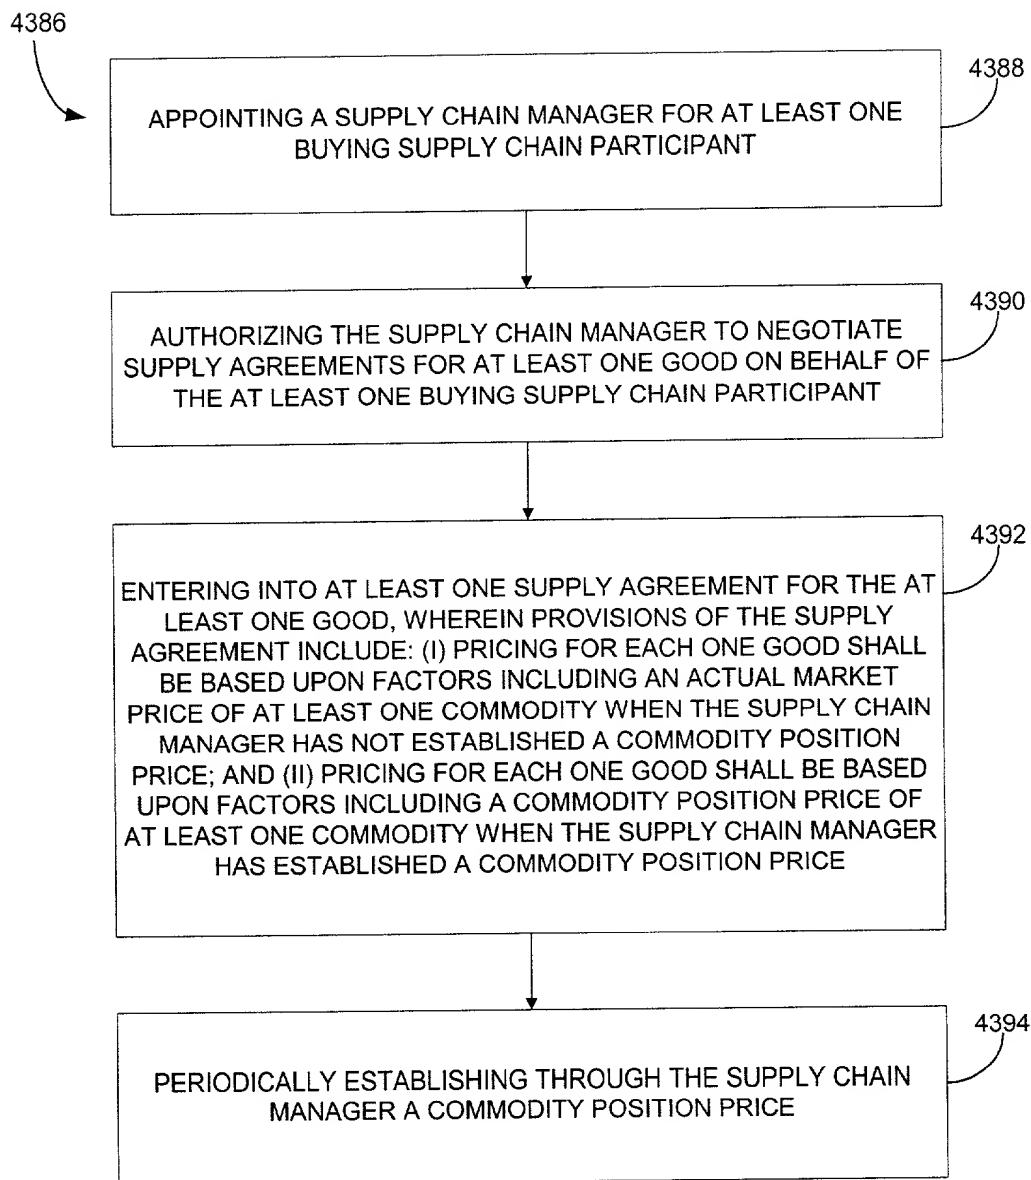 4386
4388
APPOINTING A SUPPLY CHAIN MANAGER FOR AT LEAST ONE
BUYING SUPPLY CHAIN PARTICIPANT
4390
AUTHORIZING THE SUPPLY CHAIN MANAGER TO NEGOTIATE
SUPPLY AGREEMENTS FOR AT LEAST ONE GOOD ON BEHALF OF
THE AT LEAST ONE BUYING SUPPLY CHAIN PARTICIPANT
4392
ENTERING INTO AT LEAST ONE SUPPLY AGREEMENT FOR THE AT
LEAST ONE GOOD, WHEREIN PROVISIONS OF THE SUPPLY
AGREEMENT INCLUDE: (I) PRICING FOR EACH ONE GOOD SHALL
BE BASED UPON FACTORS INCLUDING AN ACTUAL MARKET
PRICE OF AT LEAST ONE COMMODITY WHEN THE SUPPLY CHAIN
MANAGER HAS NOT ESTABLISHED A COMMODITY POSITION
PRICE; AND (II) PRICING FOR EACH ONE GOOD SHALL BE BASED
UPON FACTORS INCLUDING A COMMODITY POSITION PRICE OF
AT LEAST ONE COMMODITY WHEN THE SUPPLY CHAIN MANAGER
HAS ESTABLISHED A COMMODITY POSITION PRICE
4394
PERIODICALLY ESTABLISHING THROUGH THE SUPPLY CHAIN
MANAGER A COMMODITY POSITION PRICE